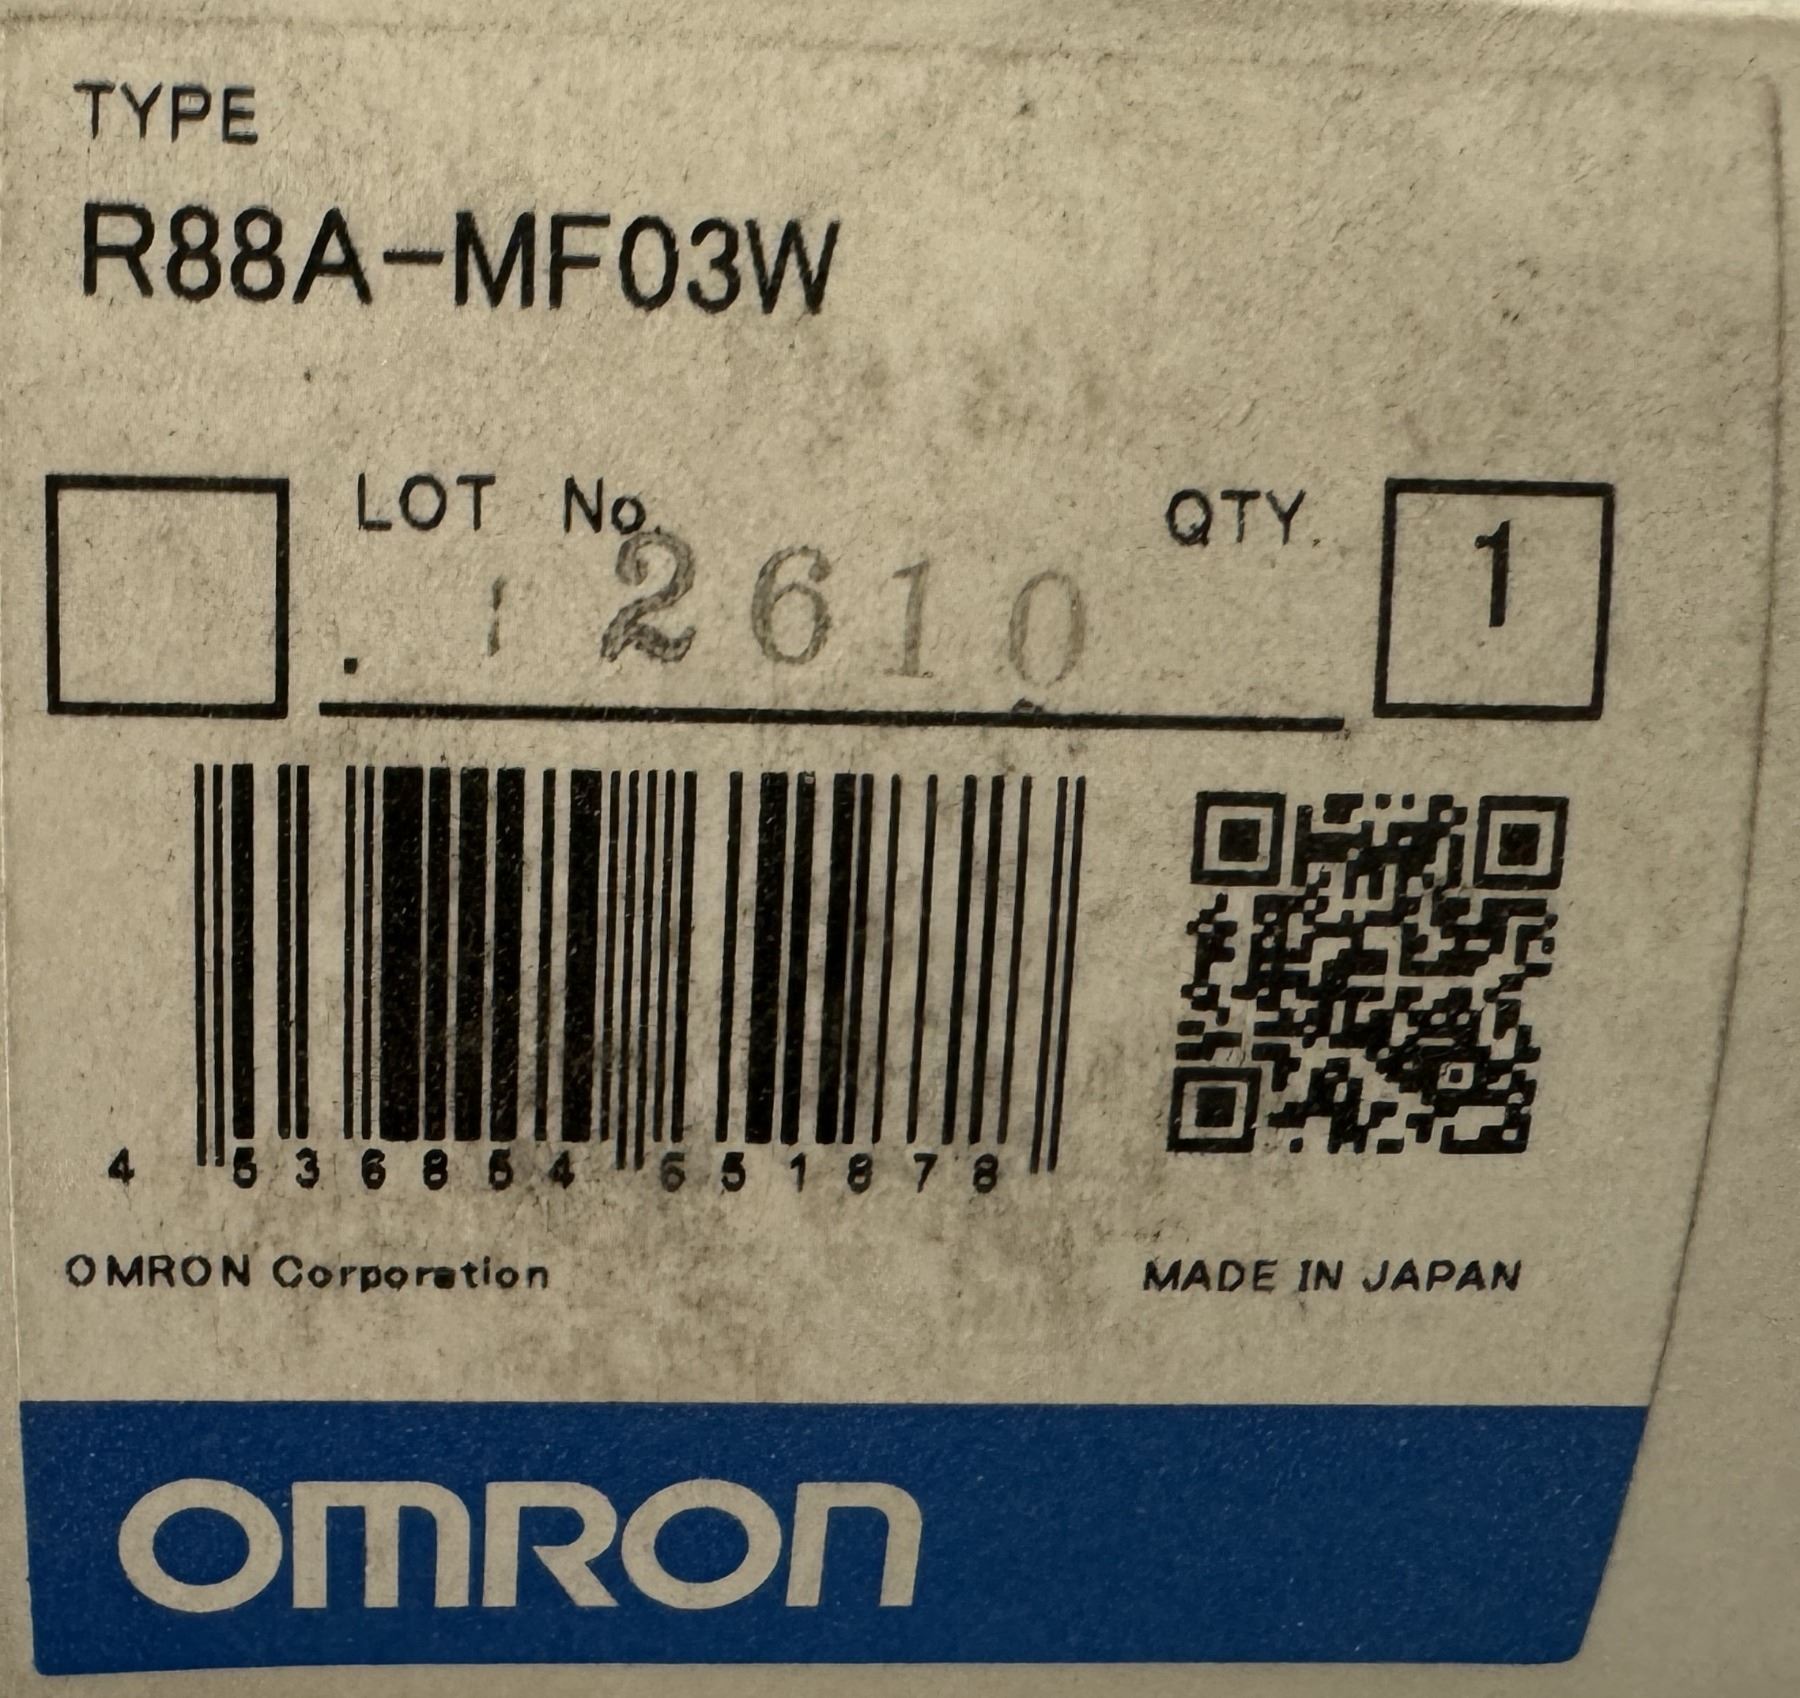 TYPE
R88A-MF03W
LOT No. QTY. 1
2610
4 536854 651878
OMRON Corporation MADE IN JAPAN
OMRON